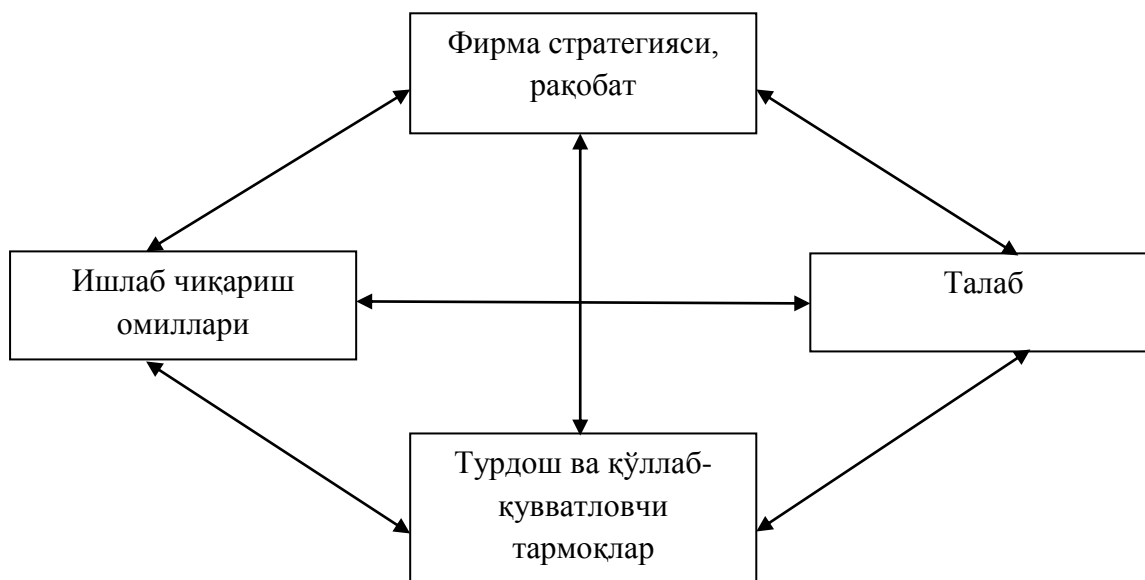 Фирма стратегияси,
рақобат
Ишлаб чиқариш
омиллари
Талаб
Турдош ва қўллаб-
қувватловчи
тармоқлар